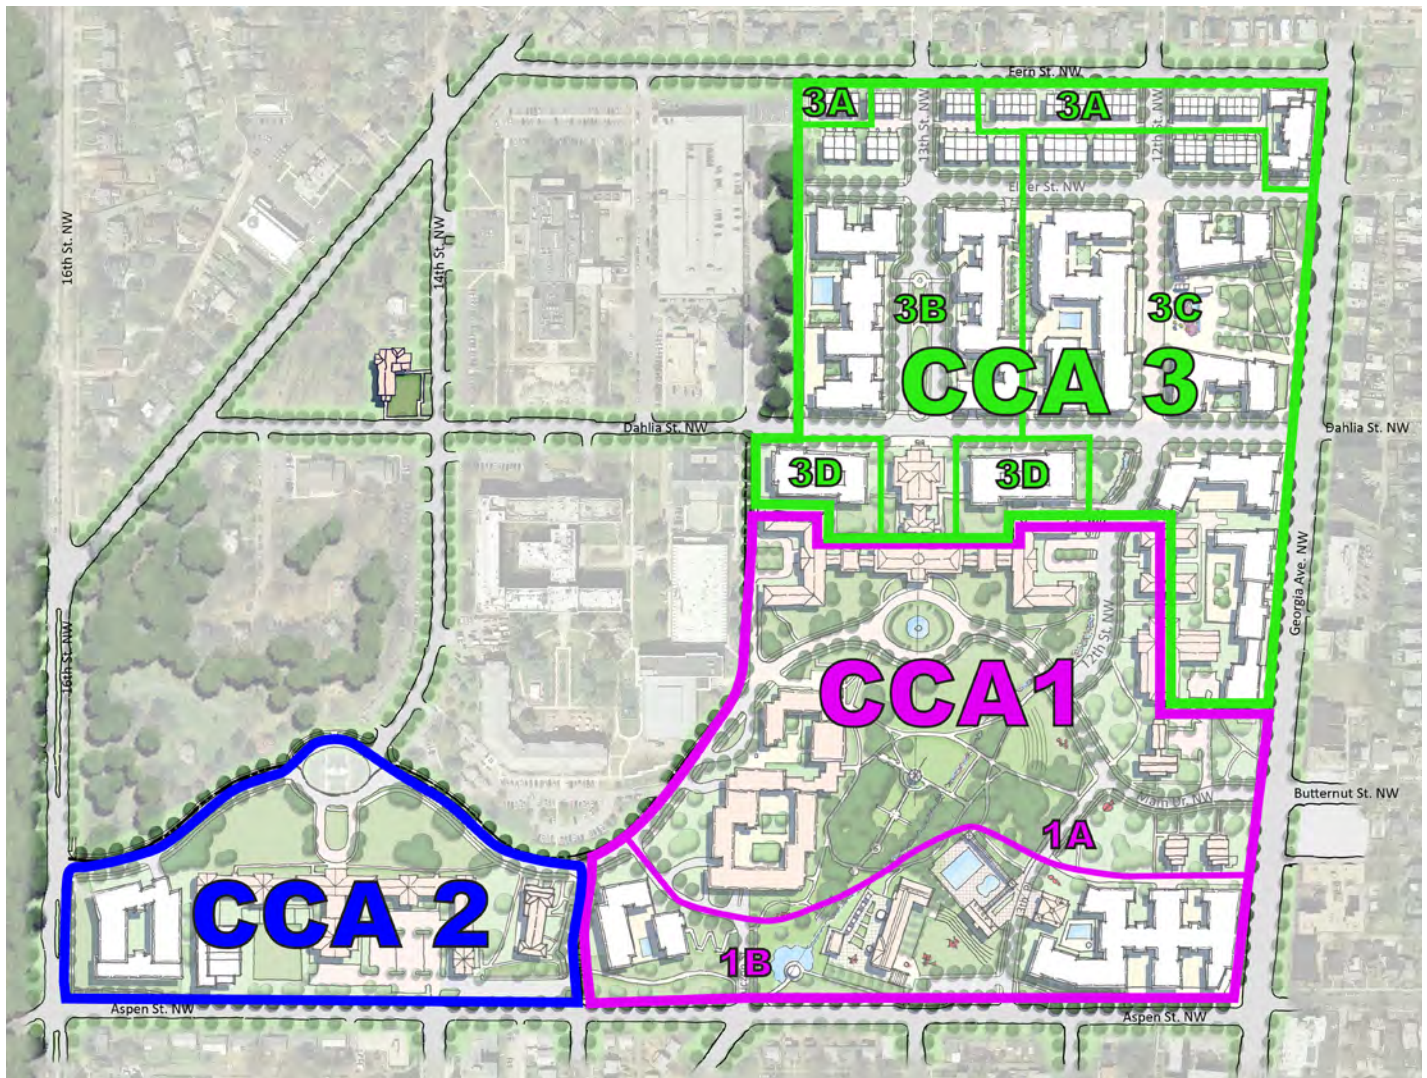 Fern St. NW
3A
3A
13th St. NW
12th St. NW
Elder St. NW
16th St. NW
14th St. NW
3B
3C
CCA 3
Dahlia St. NW
Dahlia St. NW
3D
3D
Georgia Ave. NW
12th St. NW
16th St. NW
CCA1
Main Dr. NW
Butternut St. NW
1A
CCA 2
1B
Aspen St. NW
Aspen St. NW